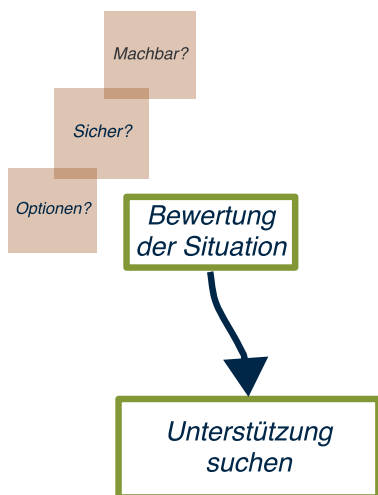 Machbar?
Sicher?
Optionen?
Bewertung
der Situation
Unterstützung
suchen